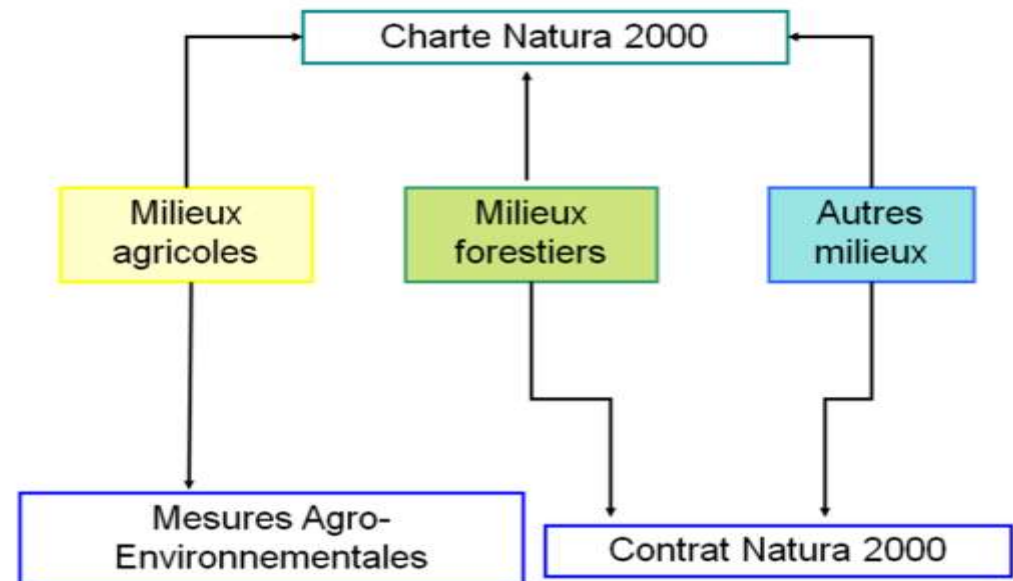 Charte Natura 2000
Milieux
agricoles
Milieux
forestiers
Autres
milieux
Mesures Agro-
Environnementales
Contrat Natura 2000